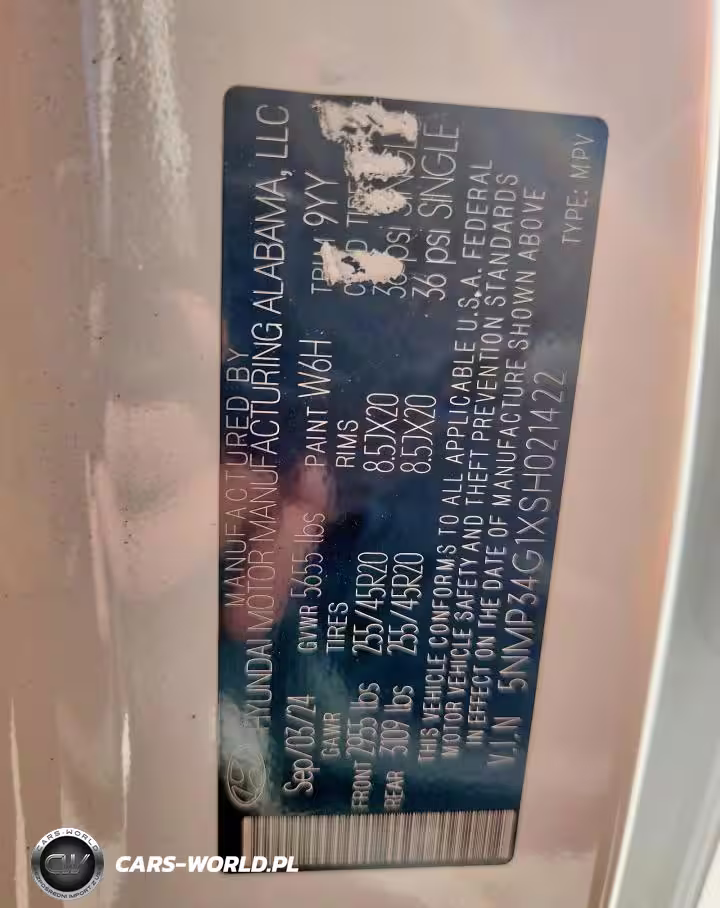 MANUFACTURED BY
HYUNDAI MOTOR MANUFACTURING ALABAMA, LLC
Sep/03/24 GVWR 5655 lbs PAINT W6H TRIM 9YY
GAWR TIRES RIMS
FRONT 2955 lbs 255/45R20 8.5JX20 36 psi SINGLE
REAR 3109 lbs 255/45R20 8.5JX20 36 psi SINGLE
THIS VEHICLE CONFORMS TO ALL APPLICABLE U.S.A. FEDERAL
MOTOR VEHICLE SAFETY AND THEFT PREVENTION STANDARDS
IN EFFECT ON THE DATE OF MANUFACTURE SHOWN ABOVE
V.I.N 5NMP34G1XSH021422 TYPE: MPV
CARS-WORLD
CW
CARS-WORLD.PL